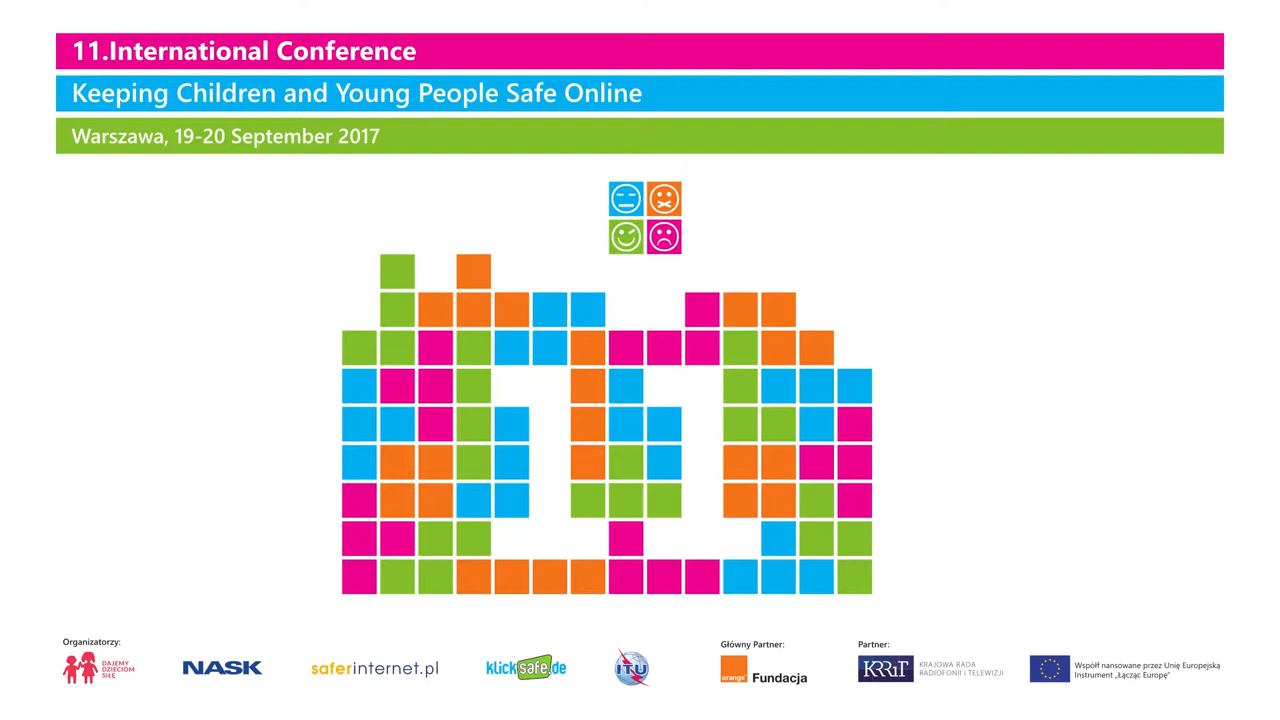 11.International Conference
Keeping Children and Young People Safe Online
Warszawa, 19-20 September 2017
Organizatorzy:
DAJEMY
DZIECIOM
SIŁĘ
NASK
saferinternet.pl
klicksafe.de
ITU
Główny Partner:
orange™
Fundacja
Partner:
KRRiT
KRAJOWA RADA
RADIOFONII i TELEWIZJI
Współfinansowane przez Unię Europejską
Instrument „Łącząc Europę”